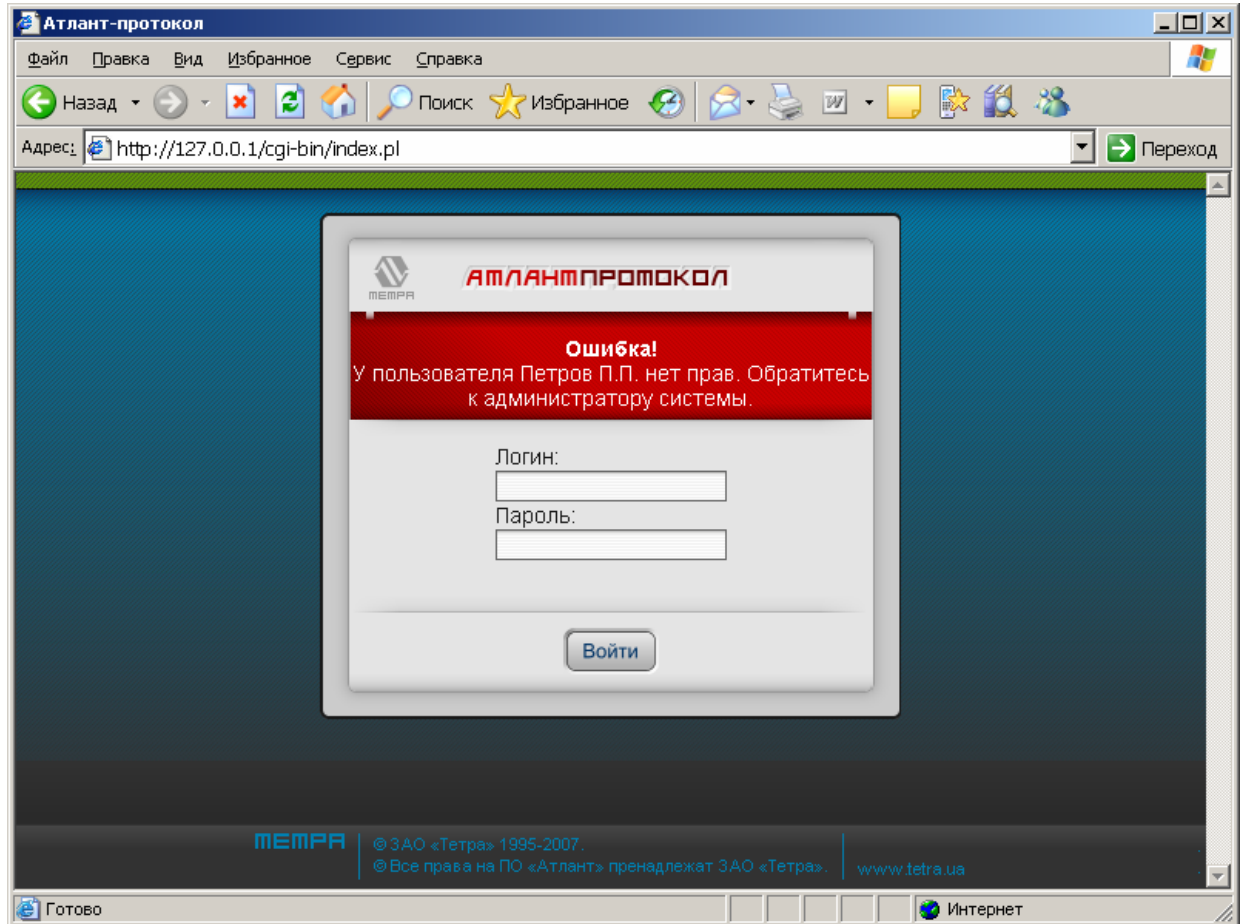 Атлант-протокол
Файл Правка Вид Избранное Сервис Справка
Назад Поиск Избранное
Адрес: http://127.0.0.1/cgi-bin/index.pl Переход
ТЕТРА
АТЛАНТПРОТОКОЛ
Ошибка!
У пользователя Петров П.П. нет прав. Обратитесь
к администратору системы.
Логин:
Пароль:
Войти
ТЕТРА
© ЗАО «Тетра» 1995-2007.
© Все права на ПО «Атлант» пренадлежат ЗАО «Тетра».
www.tetra.ua
Готово Интернет